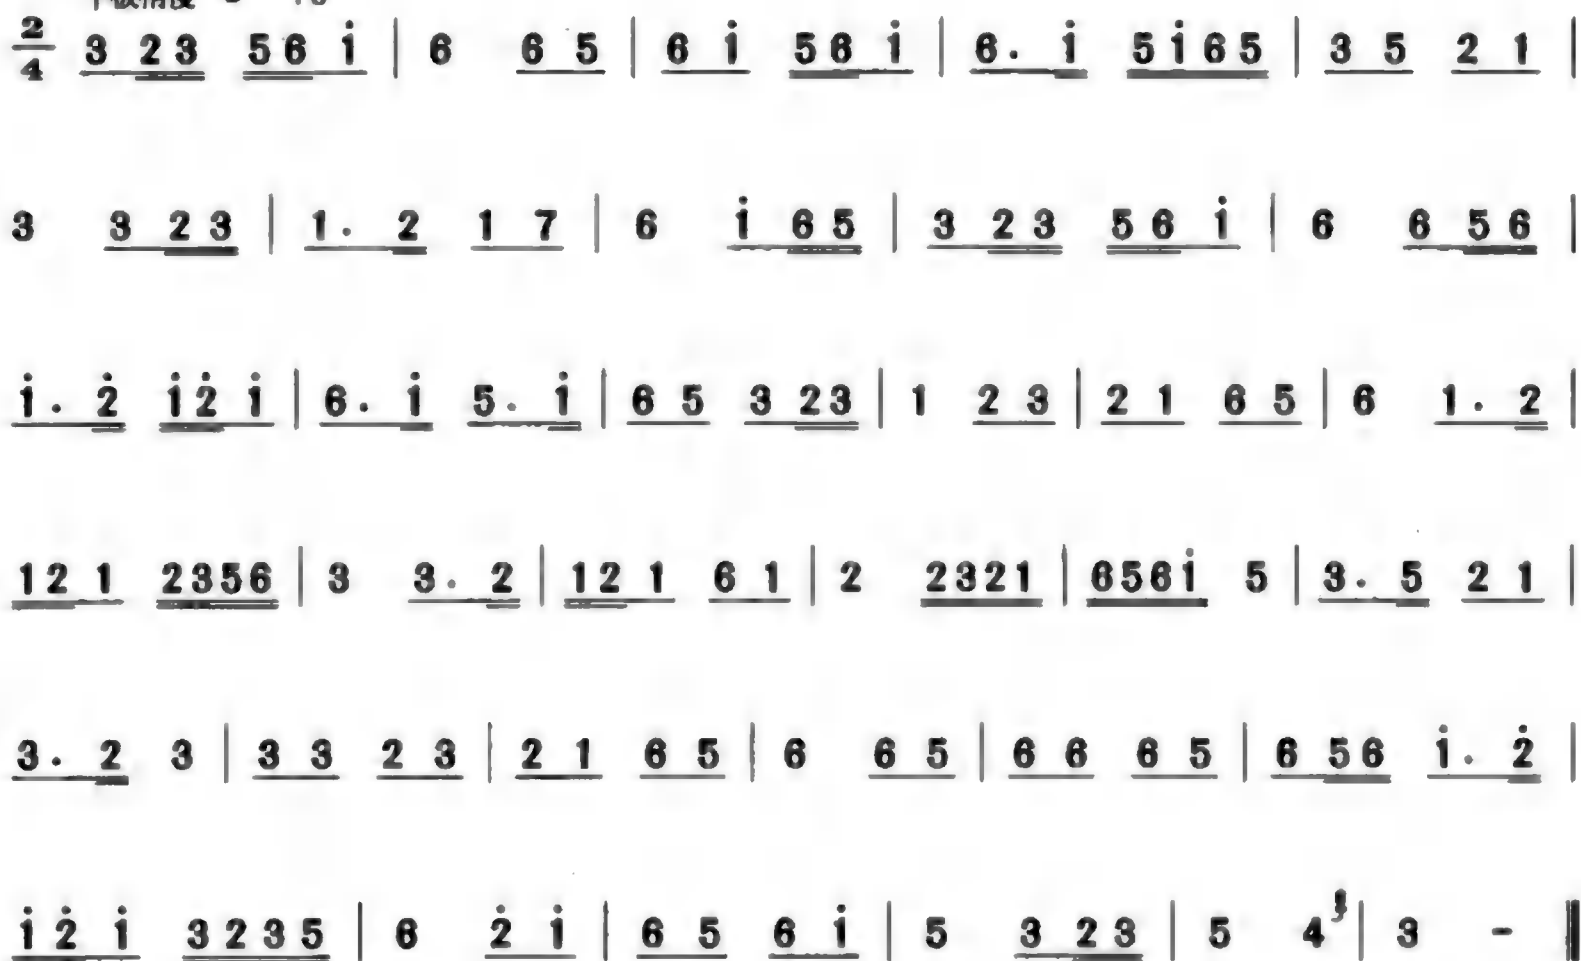 2/4 3 23 56 i̇ | 6 6 5 | 6 i̇ 56 i̇ | 6. i̇ 5i̇65 | 3 5 2 1 |
3 3 23 | 1. 2 1 7 | 6 i̇ 65 | 3 23 56 i̇ | 6 6 56 |
i̇. 2̇ i̇2̇ i̇ | 6. i̇ 5. i̇ | 6 5 3 23 | 1 2 3 | 2 1 6 5 | 6 1. 2 |
12 1 2356 | 3 3. 2 | 12 1 6 1 | 2 2321 | 656i̇ 5 | 3. 5 2 1 |
3. 2 3 | 3 3 2 3 | 2 1 6 5 | 6 6 5 | 6 6 6 5 | 6 56 i̇. 2̇ |
i̇ 2̇ i̇ 3235 | 6 2̇ i̇ | 6 5 6 i̇ | 5 3 23 | 5 4 | 3 - ‖